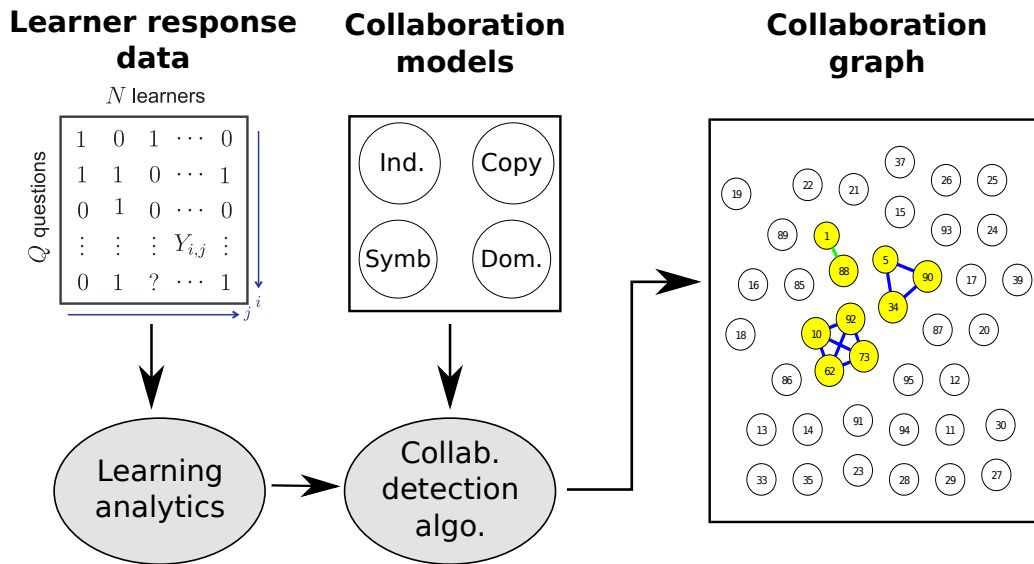 Learner response
data
Collaboration
models
Collaboration
graph
N learners
Q questions
1 0 1 ··· 0
1 1 0 ··· 1
0 1 0 ··· 0
⋮ ⋮ ⋮ Y_{i,j} ⋮
0 1 ? ··· 1
i
j
Ind.
Copy
Symb
Dom.
Learning
analytics
Collab.
detection
algo.
37
19
22
21
26
25
15
89
1
93
24
88
5
90
16
85
17
39
34
18
10
92
87
20
73
62
86
95
12
13
14
91
94
11
30
33
35
23
28
29
27